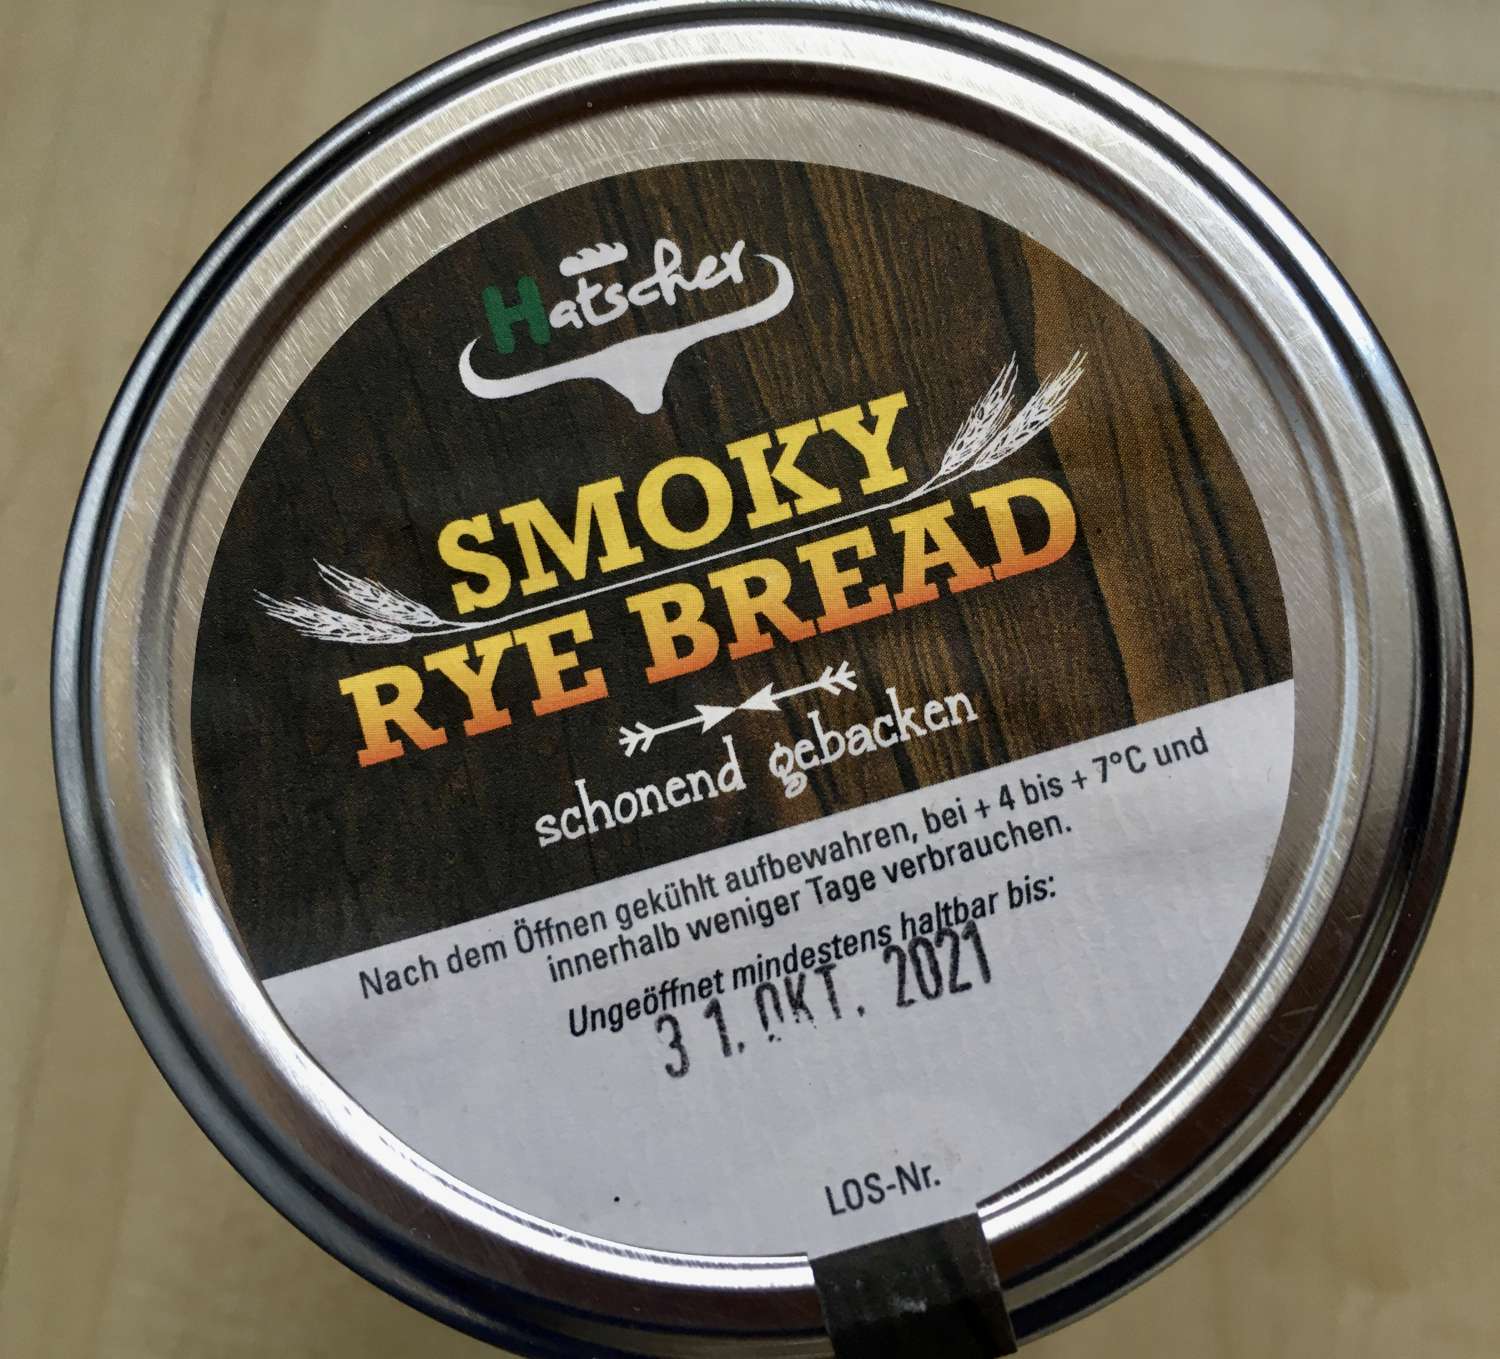 Hatscher
SMOKY
RYE BREAD
schonend gebacken
Nach dem Öffnen gekühlt aufbewahren, bei + 4 bis + 7°C und
innerhalb weniger Tage verbrauchen.
Ungeöffnet mindestens haltbar bis:
31. OKT. 2021
LOS-Nr.